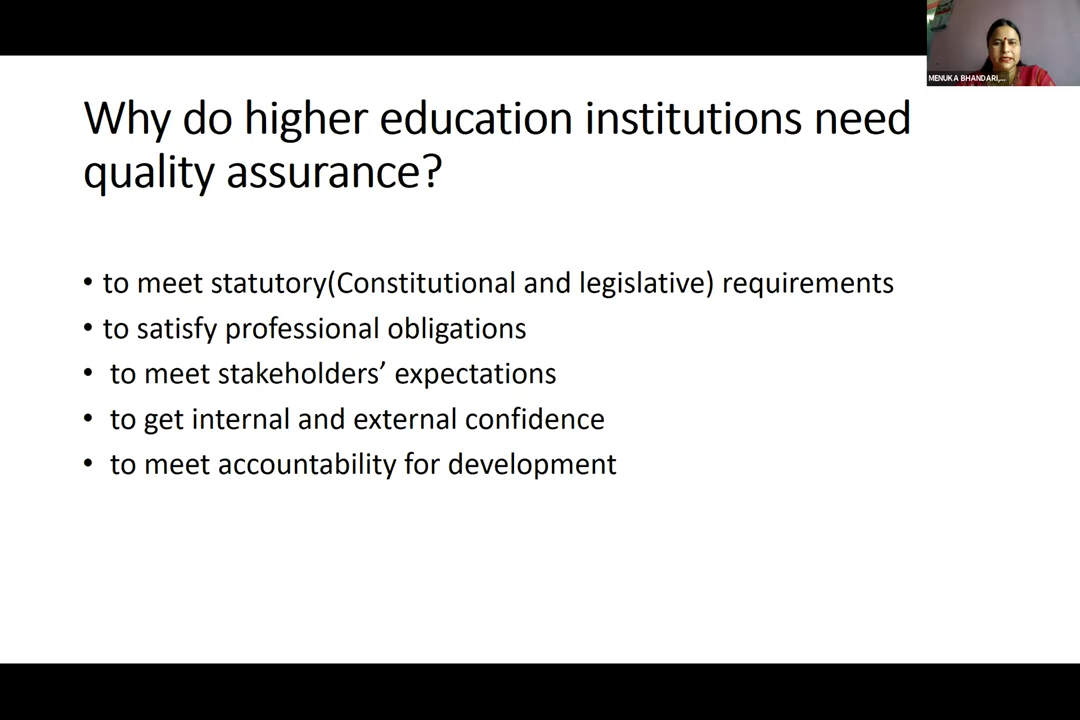 MENUKA BHANDARI,...
Why do higher education institutions need
quality assurance?
• to meet statutory(Constitutional and legislative) requirements
• to satisfy professional obligations
• to meet stakeholders’ expectations
• to get internal and external confidence
• to meet accountability for development